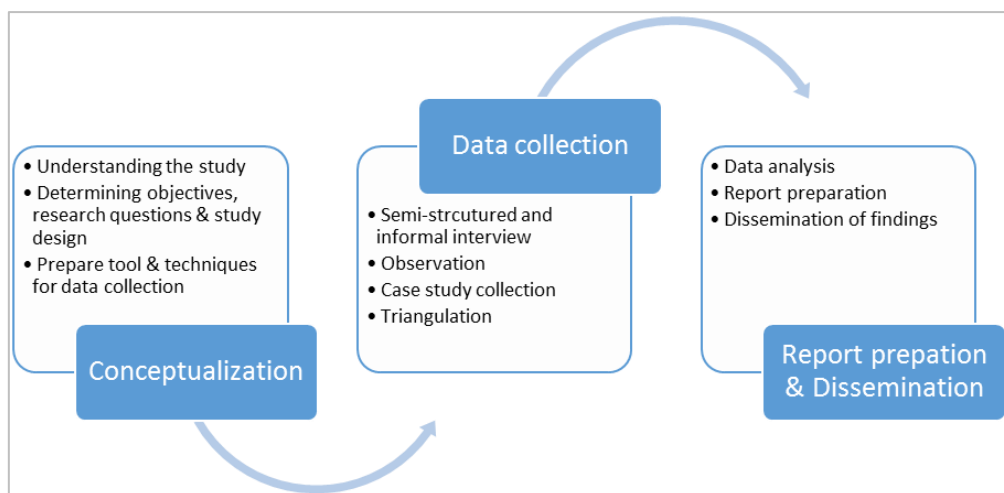 • Understanding the study
• Determining objectives,
research questions & study
design
• Prepare tool & techniques
for data collection
Conceptualization
Data collection
• Semi-strcutured and
informal interview
• Observation
• Case study collection
• Triangulation
• Data analysis
• Report preparation
• Dissemination of findings
Report prepation
& Dissemination